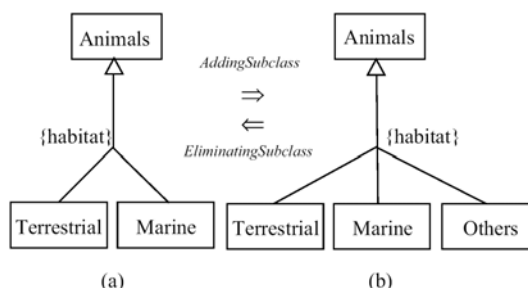 Animals
Animals
AddingSubclass
⇒
⇐
{habitat}
{habitat}
EliminatingSubclass
Terrestrial
Marine
Terrestrial
Marine
Others
(a)
(b)